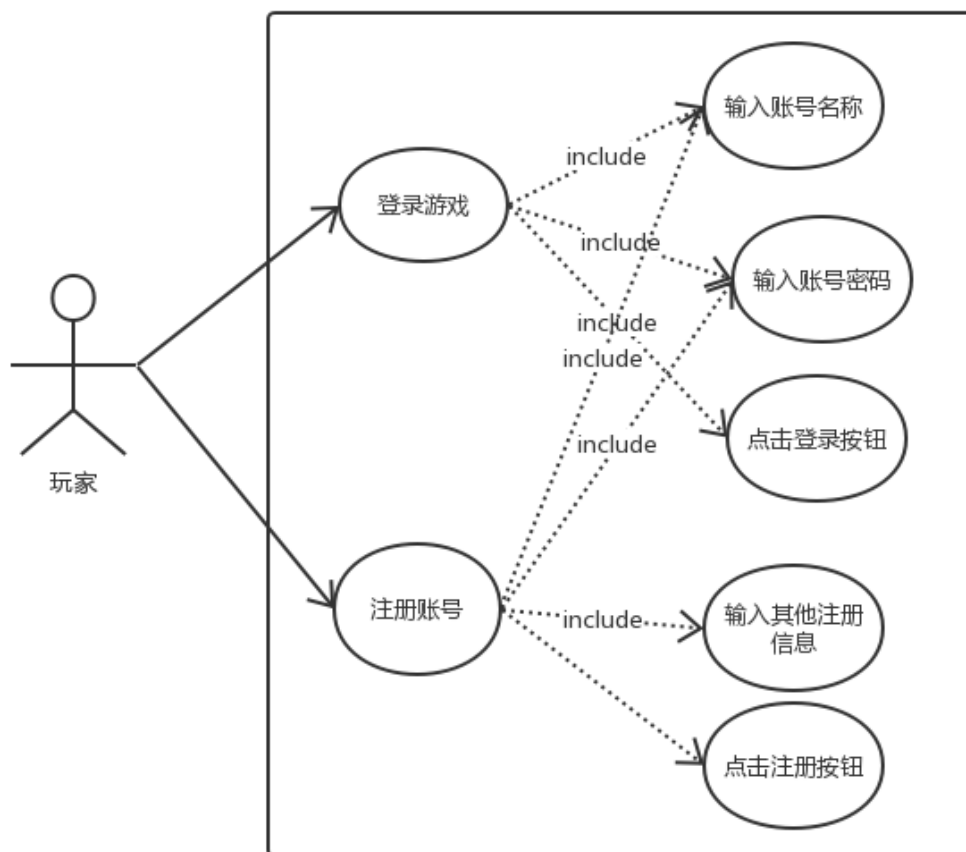 输入账号名称
include
登录游戏
include
输入账号密码
include
include
点击登录按钮
include
玩家
注册账号
include
输入其他注册
信息
点击注册按钮